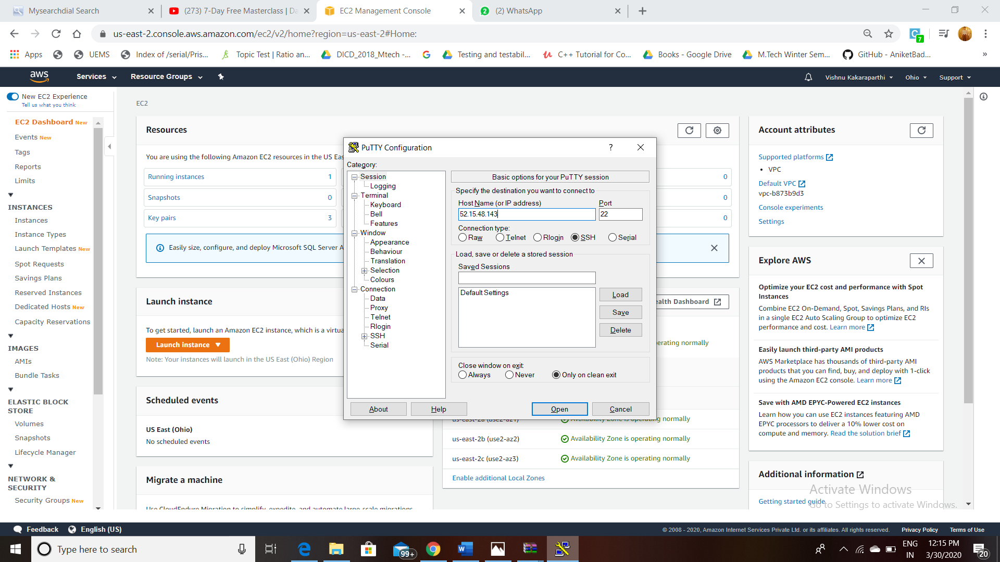 Mysearchdial Search
(273) 7-Day Free Masterclass | Da
EC2 Management Console
2
(2) WhatsApp
us-east-2.console.aws.amazon.com/ec2/v2/home?region=us-east-2#Home:
7
Apps
UEMS
Index of /serial/Pris...
Topic Test | Ratio an...
DICD_2018_Mtech -...
Testing and testabil...
C++ Tutorial for Co...
Books - Google Drive
M.Tech Winter Sem...
GitHub - AniketBad...
»
aws
Services
Resource Groups
Vishnu Kakaraparthi
Ohio
Support
New EC2 Experience
Tell us what you think
EC2 Dashboard New
Events New
Tags
Reports
Limits
INSTANCES
Instances
Instance Types
Launch Templates New
Spot Requests
Savings Plans
Reserved Instances
Dedicated Hosts New
Capacity Reservations
IMAGES
AMIs
Bundle Tasks
ELASTIC BLOCK
STORE
Volumes
Snapshots
Lifecycle Manager
NETWORK &
SECURITY
Security Groups New
EC2
Resources
You are using the following Amazon EC2 resources in the US Eas
Running instances 1
0
Snapshots 0
0
Key pairs 3
0
Easily size, configure, and deploy Microsoft SQL Server A
Launch instance
To get started, launch an Amazon EC2 instance, which is a virtua
Launch instance
Note: Your instances will launch in the US East (Ohio) Region
Scheduled events
US East (Ohio)
No scheduled events
Migrate a machine
Use CloudEndure Migration to simplify, expedite, and automate large-scale migrations
ealth Dashboard
erating normally
us-east-2a (use2-az1) Availability Zone is operating normally
us-east-2b (use2-az2) Availability Zone is operating normally
us-east-2c (use2-az3) Availability Zone is operating normally
Enable additional Local Zones
PuTTY Configuration
?
Category:
Session
Logging
Terminal
Keyboard
Bell
Features
Window
Appearance
Behaviour
Translation
Selection
Colours
Connection
Data
Proxy
Telnet
Rlogin
SSH
Serial
Basic options for your PuTTY session
Specify the destination you want to connect to
Host Name (or IP address)
Port
52.15.48.143
22
Connection type:
Raw
Telnet
Rlogin
SSH
Serial
Load, save or delete a stored session
Saved Sessions
Default Settings
Load
Save
Delete
Close window on exit:
Always
Never
Only on clean exit
About
Help
Open
Cancel
Account attributes
Supported platforms
• VPC
Default VPC
vpc-b873b9d3
Console experiments
Settings
Explore AWS
Optimize your EC2 cost and performance with Spot
Instances
Combine EC2 On-Demand, Spot, Savings Plans, and RIs
in a single EC2 Auto Scaling Group to optimize EC2
performance and cost. Learn more
Easily launch third-party AMI products
AWS Marketplace has thousands of third-party AMI
products that you can find, buy, and deploy with 1-click
using the Amazon EC2 console. Learn more
Save with AMD EPYC-Powered EC2 instances
Learn how you can use EC2 instances featuring AMD
EPYC processors to deliver a 10% lower cost on
compute and memory. Read the solution brief
Additional information
Getting started guide
Activate Windows
Go to Settings to activate Windows.
Feedback
English (US)
© 2008 - 2020, Amazon Internet Services Private Ltd. or its affiliates. All rights reserved.
Privacy Policy
Terms of Use
Type here to search
99+
ENG
IN
12:15 PM
3/30/2020
20